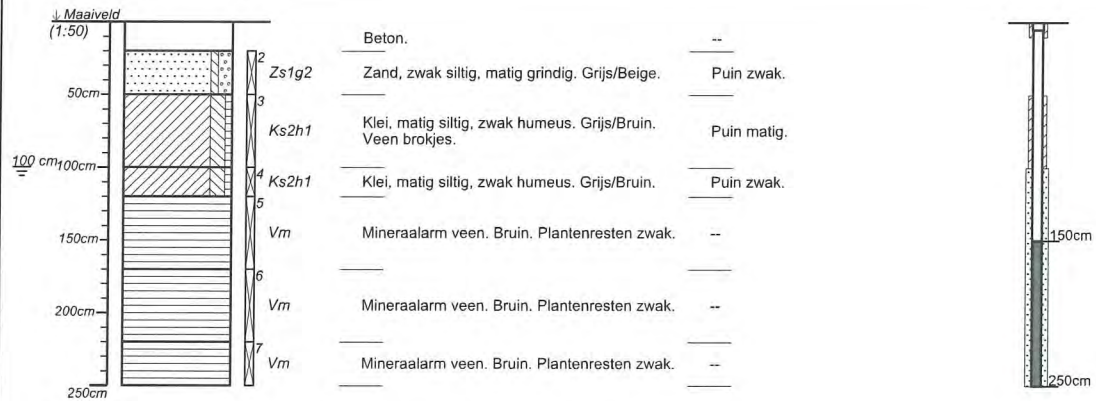 Maaiveld
(1:50)
Beton. --
2 Zs1g2 Zand, zwak siltig, matig grindig. Grijs/Beige. Puin zwak.
50cm
3 Ks2h1 Klei, matig siltig, zwak humeus. Grijs/Bruin.
Veen brokjes. Puin matig.
100 cm 100cm
4 Ks2h1 Klei, matig siltig, zwak humeus. Grijs/Bruin. Puin zwak.
5 Vm Mineraalarm veen. Bruin. Plantenresten zwak. --
150cm 150cm
6 Vm Mineraalarm veen. Bruin. Plantenresten zwak. --
200cm
7 Vm Mineraalarm veen. Bruin. Plantenresten zwak. --
250cm 250cm